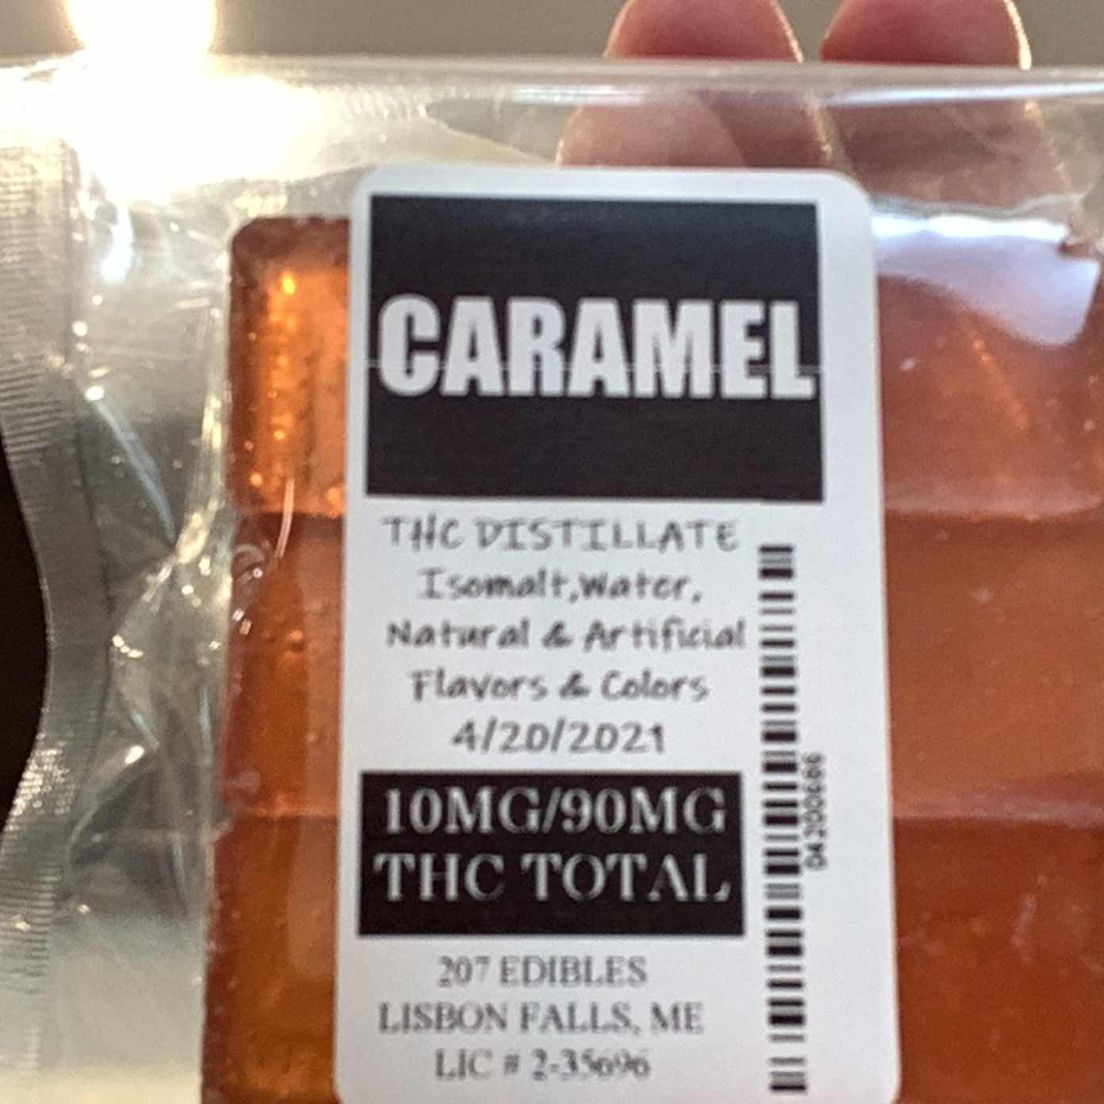 CARAMEL
THC DISTILLATE
Isomalt,Water,
Natural & Artificial
Flavors & Colors
4/20/2021
10MG/90MG
THC TOTAL
04200686
207 EDIBLES
LISBON FALLS, ME
LIC # 2-35696